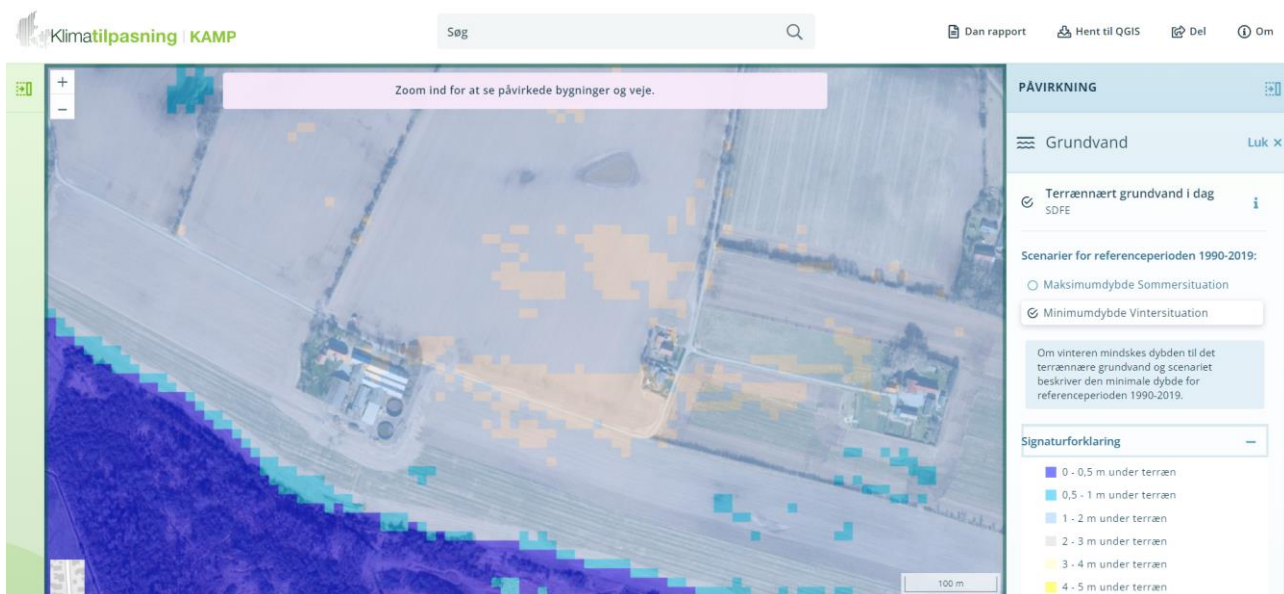 Klimatilpasning | KAMP
Søg
Dan rapport
Hent til QGIS
Del
Om
+
−
Zoom ind for at se påvirkede bygninger og veje.
PÅVIRKNING
Grundvand
Luk ×
Terrænnært grundvand i dag
SDFE
Scenarier for referenceperioden 1990-2019:
Maksimumdybde Sommersituation
Minimumdybde Vintersituation
Om vinteren mindskes dybden til det
terrænnære grundvand og scenariet
beskriver den minimale dybde for
referenceperioden 1990-2019.
Signaturforklaring −
0 - 0,5 m under terræn
0,5 - 1 m under terræn
1 - 2 m under terræn
2 - 3 m under terræn
3 - 4 m under terræn
4 - 5 m under terræn
100 m